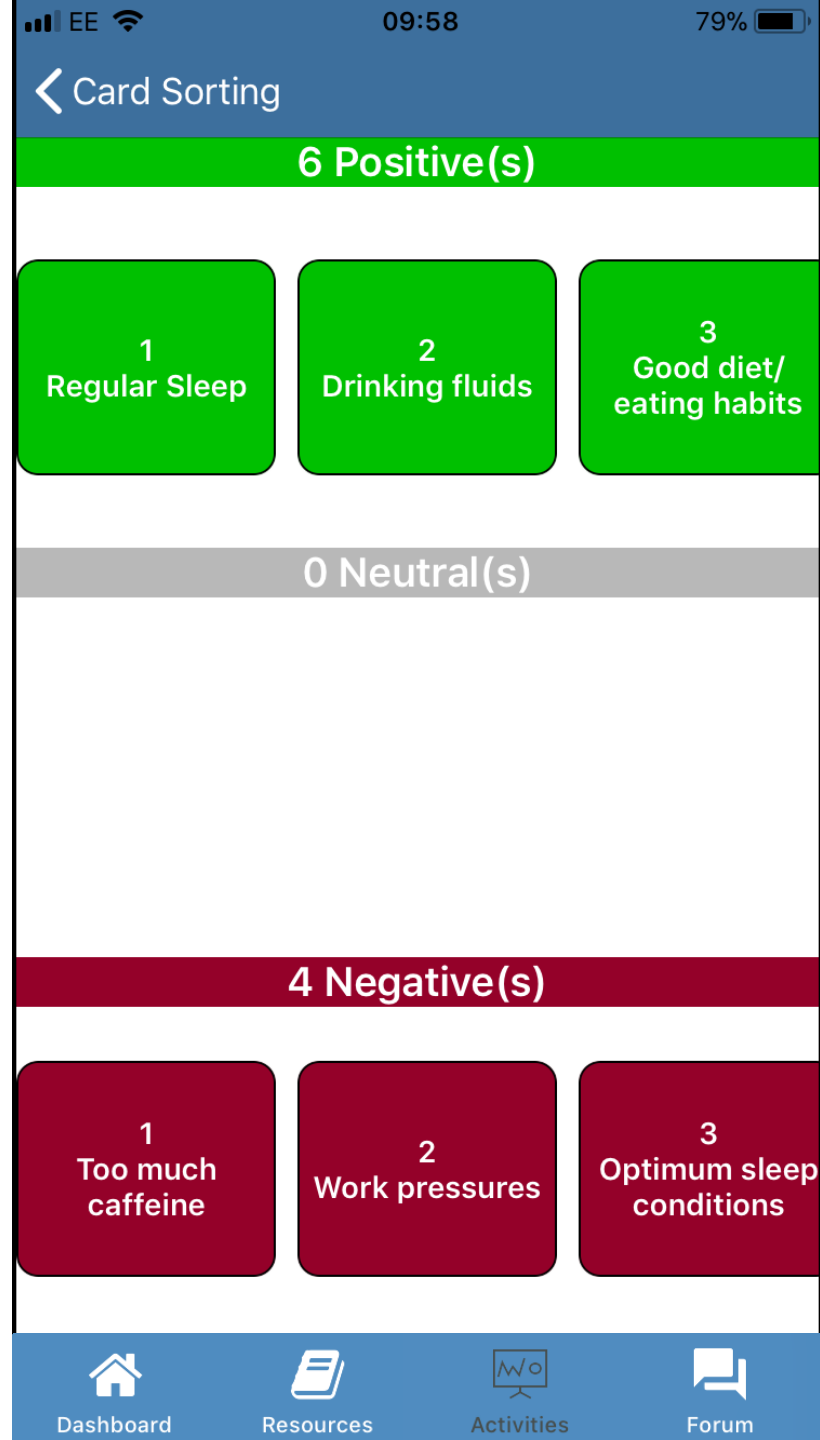 EE 09:58 79%
Card Sorting
6 Positive(s)
1
Regular Sleep
2
Drinking fluids
3
Good diet/
eating habits
0 Neutral(s)
4 Negative(s)
1
Too much
caffeine
2
Work pressures
3
Optimum sleep
conditions
Dashboard Resources Activities Forum